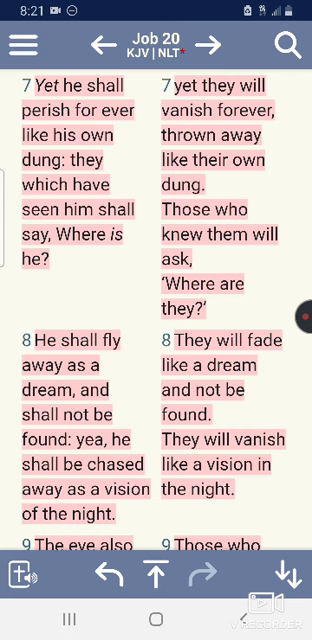 8:21
Job 20
KJV | NLT*
7 Yet he shall
perish for ever
like his own
dung: they
which have
seen him shall
say, Where is
he?
8 He shall fly
away as a
dream, and
shall not be
found: yea, he
shall be chased
away as a vision
of the night.
9 The eye also
7 yet they will
vanish forever,
thrown away
like their own
dung.
Those who
knew them will
ask,
‘Where are
they?’
8 They will fade
like a dream
and not be
found.
They will vanish
like a vision in
the night.
9 Those who
V RECORDER